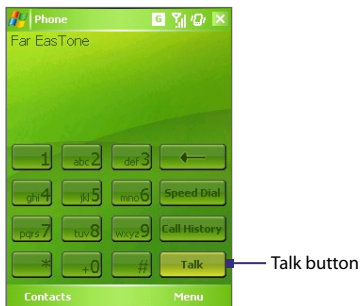 Phone
G
Far EasTone
1 abc 2 def 3
ghi 4 jkl 5 mno 6 Speed Dial
pqrs 7 tuv 8 wxyz 9 Call History
* +0 # Talk
Talk button
Contacts Menu